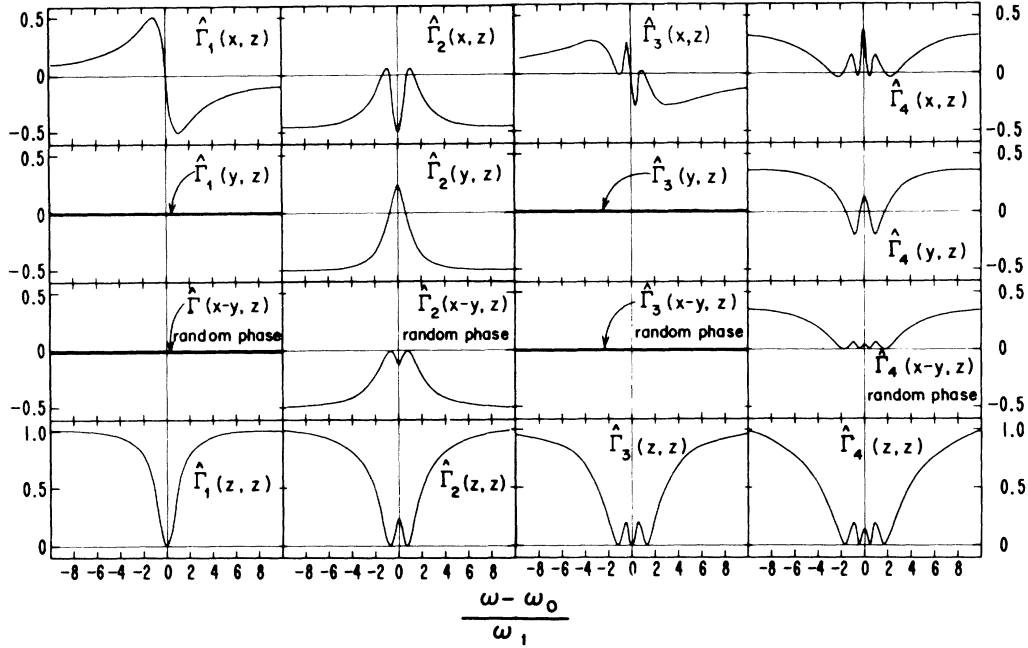 0.5 0 -0.5
Γ̂₁(x, z) Γ̂₂(x, z) Γ̂₃(x, z) Γ̂₄(x, z)
0.5 0 -0.5
0.5 0 -0.5
Γ̂₁(y, z) Γ̂₂(y, z) Γ̂₃(y, z) Γ̂₄(y, z)
0.5 0 -0.5
0.5 0 -0.5
Γ̂(x-y, z) Γ̂₂(x-y, z) Γ̂₃(x-y, z) Γ̂₄(x-y, z)
random phase random phase random phase random phase
0.5 0 -0.5
1.0 0.5 0
Γ̂₁(z, z) Γ̂₂(z, z) Γ̂₃(z, z) Γ̂₄(z, z)
1.0 0.5 0
-8 -6 -4 -2 0 2 4 6 8 -8 -6 -4 -2 0 2 4 6 8 -8 -6 -4 -2 0 2 4 6 8 -8 -6 -4 -2 0 2 4 6 8
ω - ω₀
ω₁